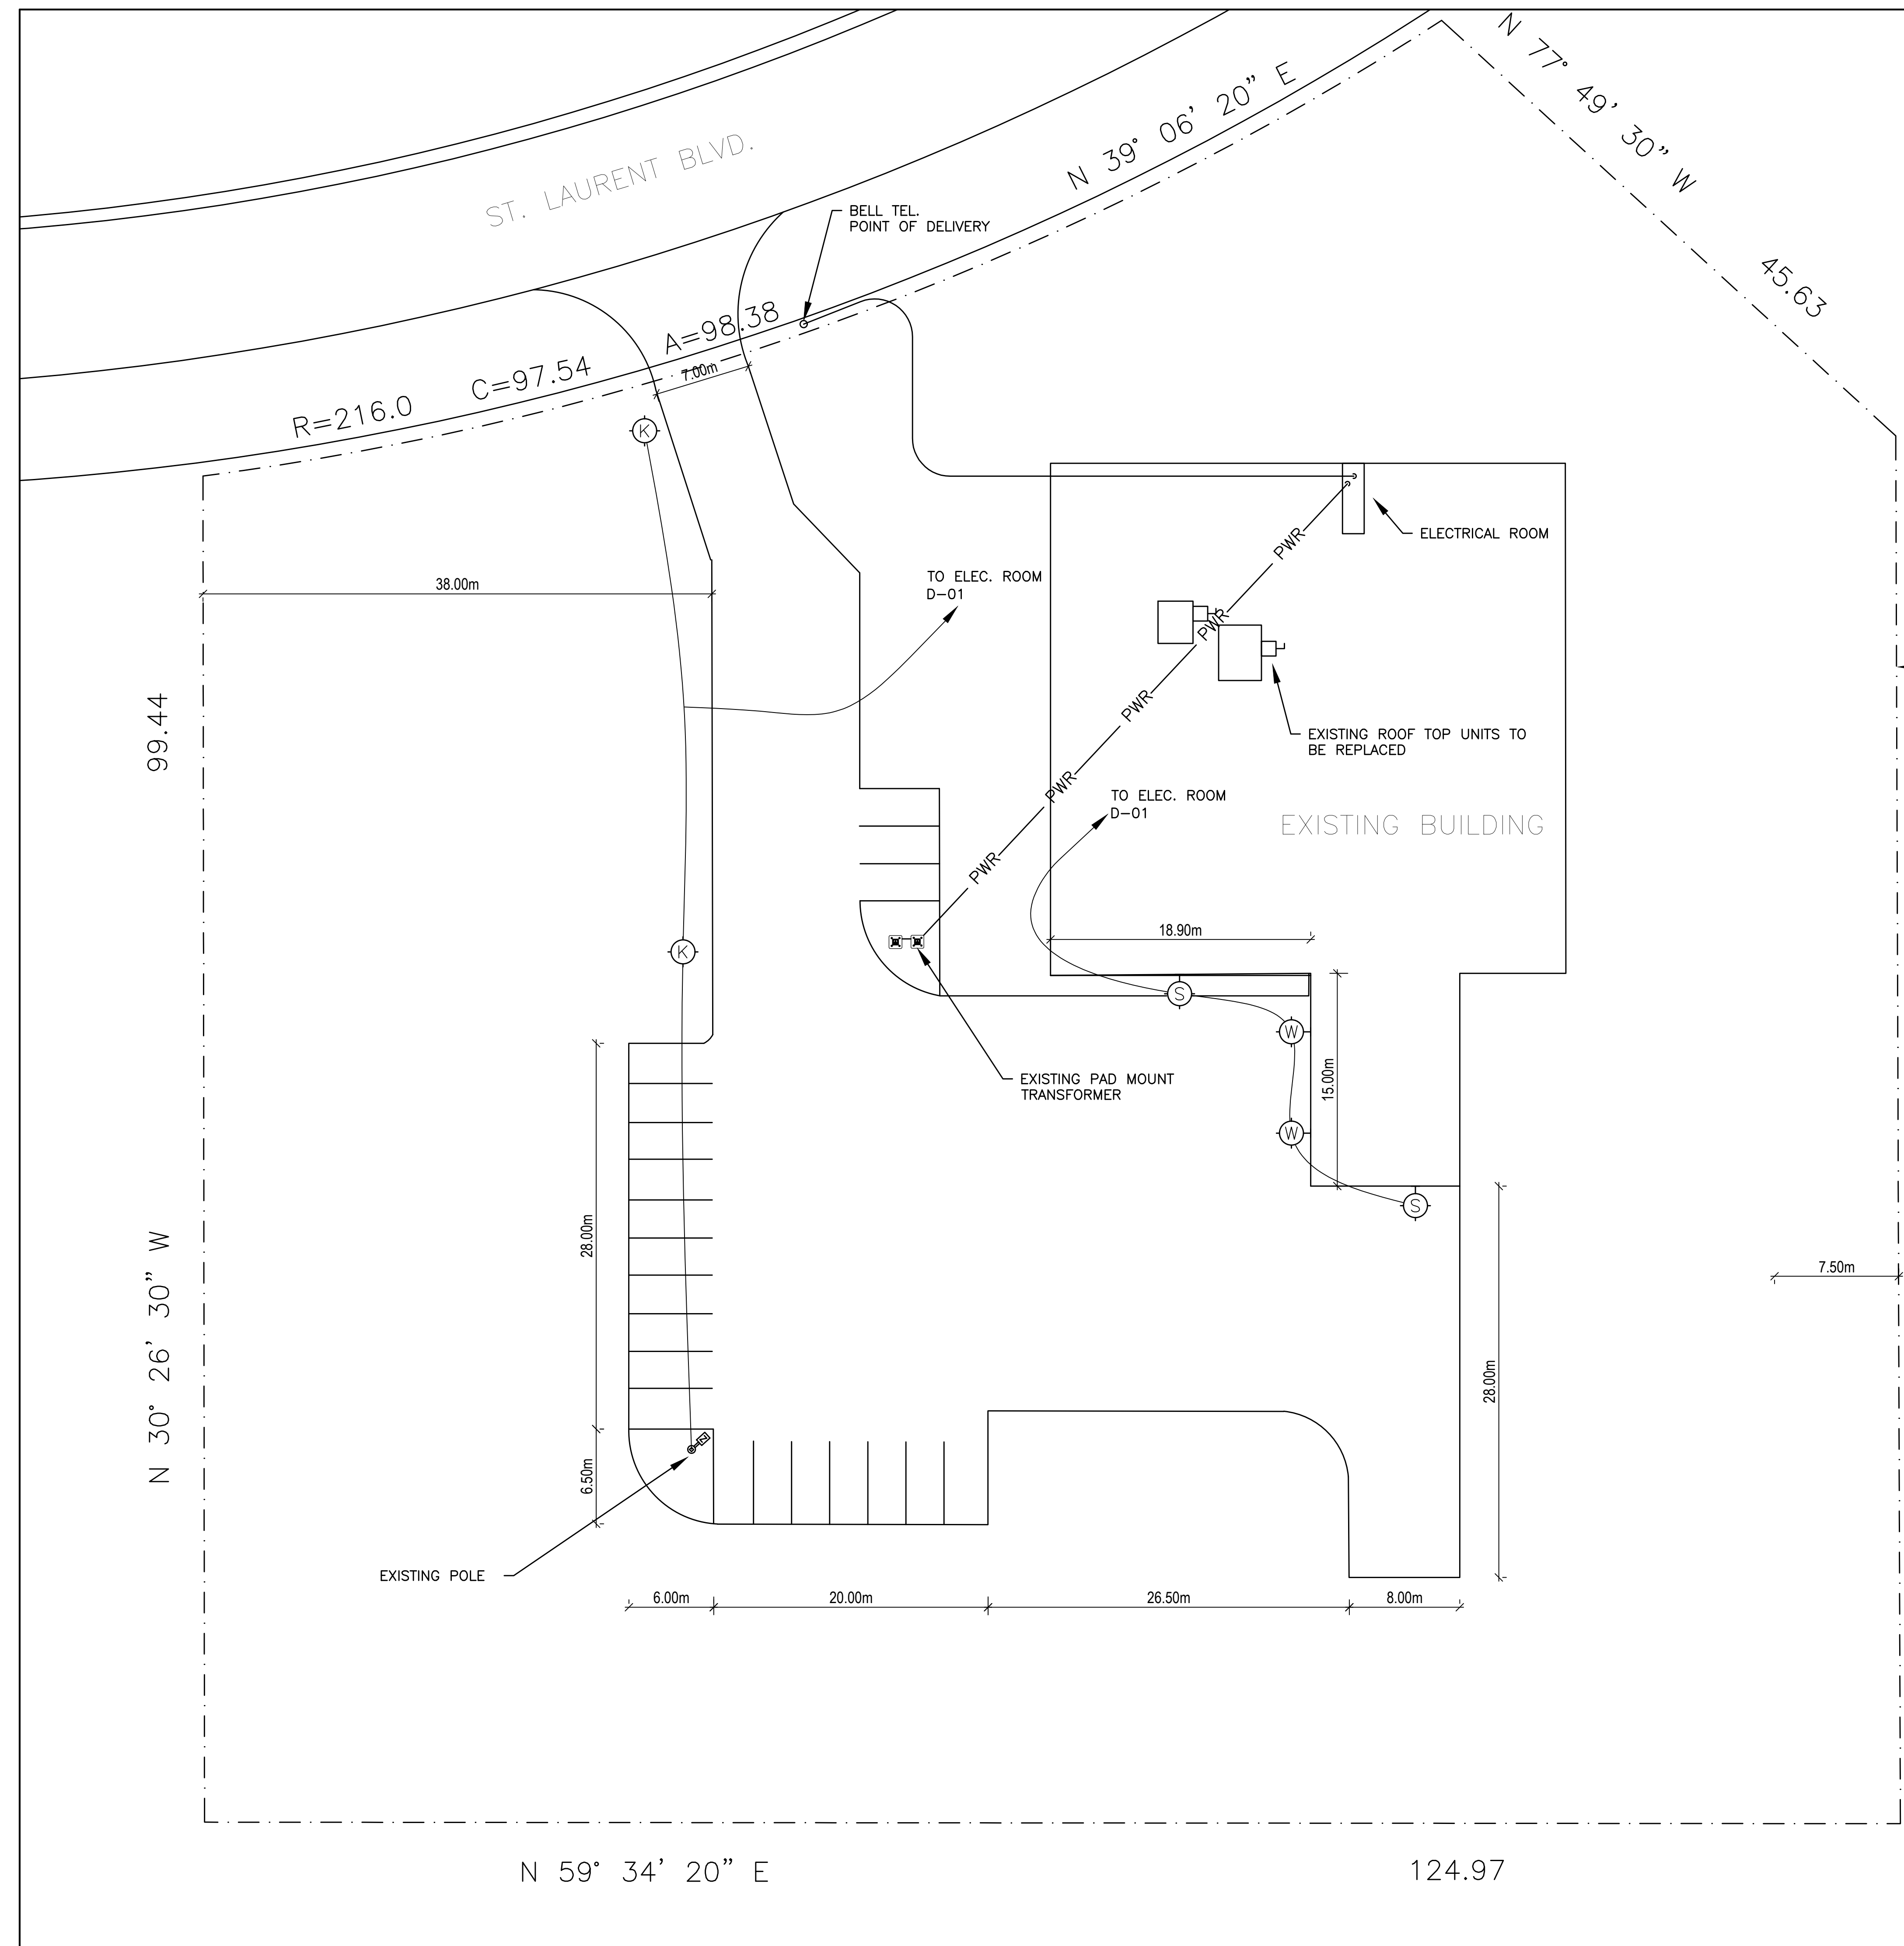 N 77° 49' 30" W
45.63
N 39° 06' 20" E
ST. LAURENT BLVD.
BELL TEL.
POINT OF DELIVERY
A=98.38
C=97.54
R=216.0
7.00m
K
ELECTRICAL ROOM
38.00m
TO ELEC. ROOM
D-01
PWR
PWR
PWR
PWR
PWR
EXISTING ROOF TOP UNITS TO
BE REPLACED
99.44
TO ELEC. ROOM
D-01
EXISTING BUILDING
18.90m
K
S
W
EXISTING PAD MOUNT
TRANSFORMER
15.00m
W
S
28.00m
7.50m
N 30° 26' 30" W
28.00m
Z
6.50m
EXISTING POLE
6.00m
20.00m
26.50m
8.00m
N 59° 34' 20" E
124.97